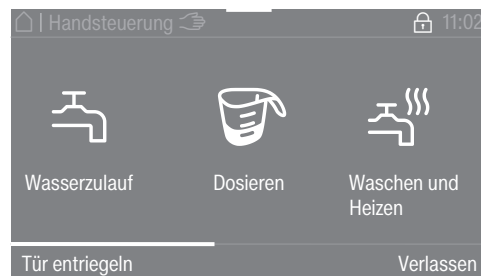 | Handsteuerung 11:02
Wasserzulauf Dosieren Waschen und
Heizen
Tür entriegeln Verlassen